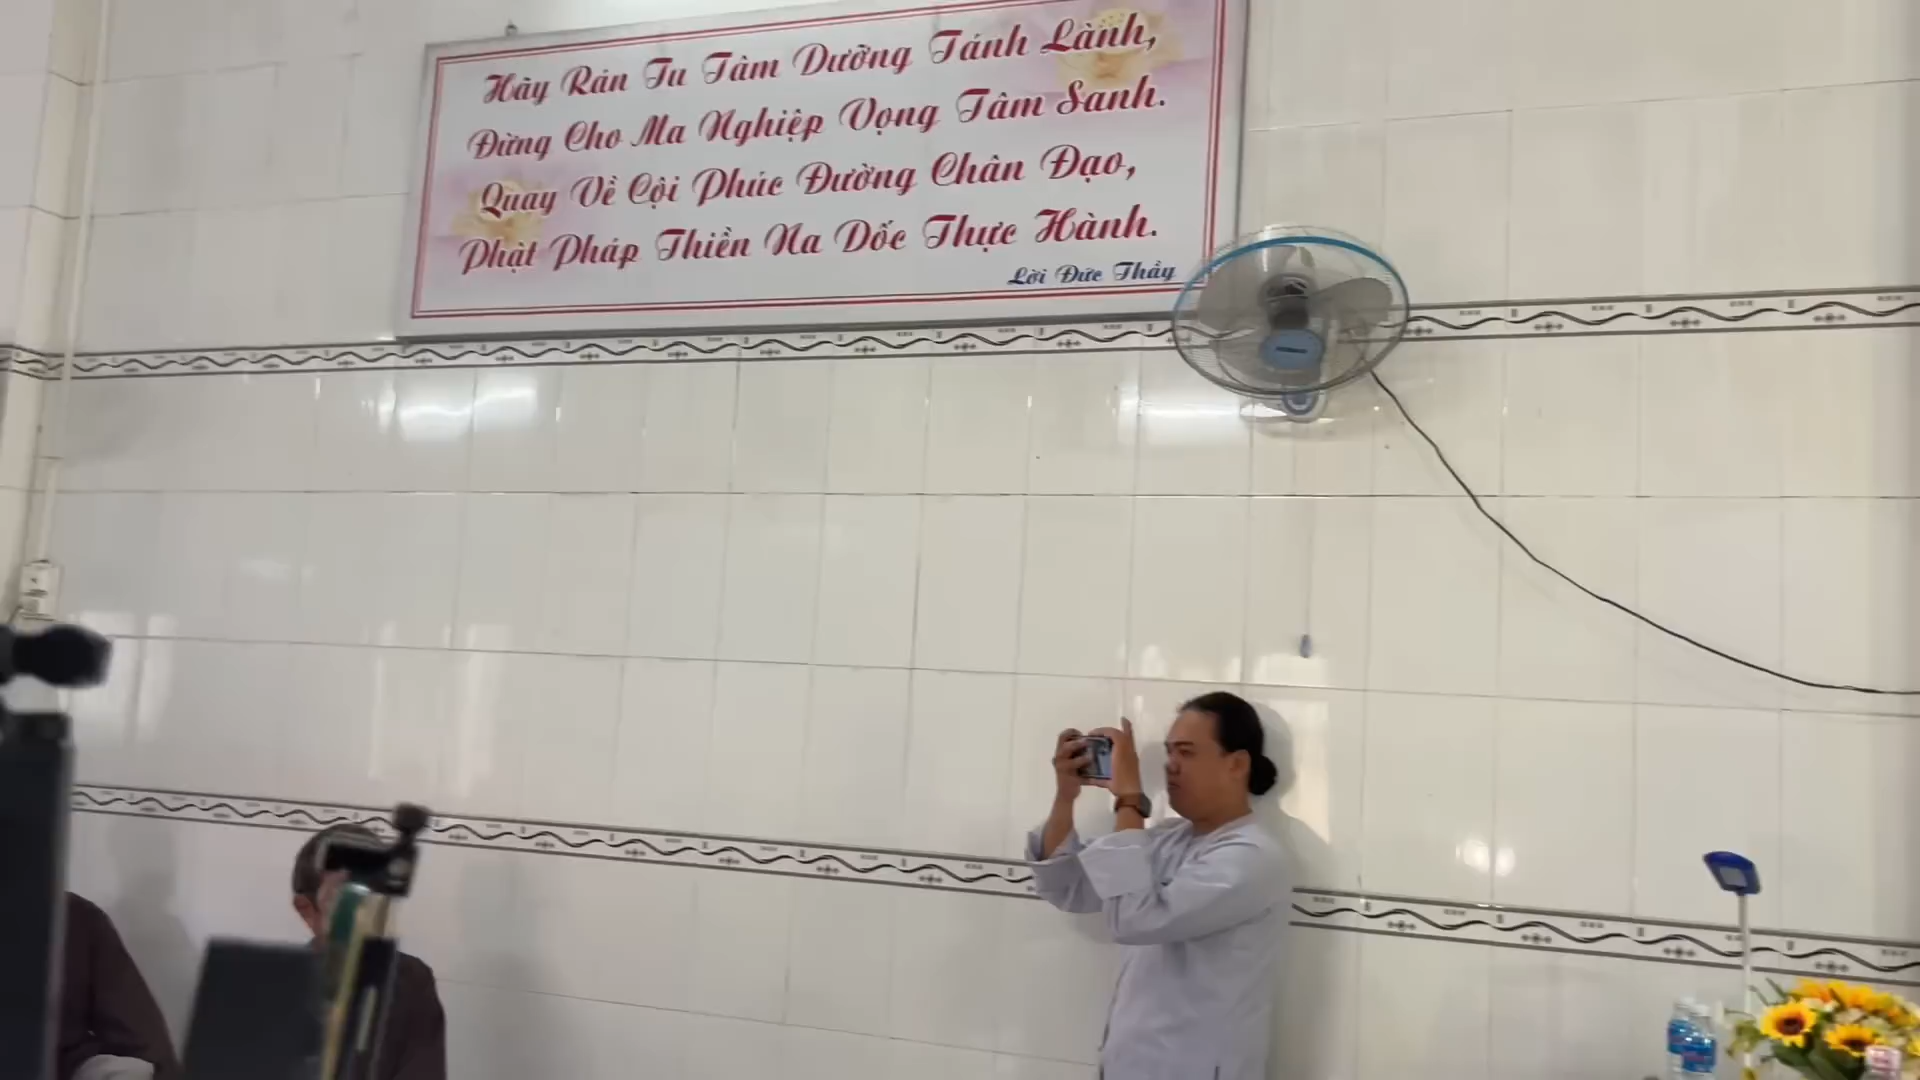 Hãy Rán Tu Tâm Dưỡng Tánh Lành,
Đừng Cho Ma Nghiệp Vọng Tâm Sanh.
Quay Về Cội Phúc Đường Chân Đạo,
Phật Pháp Thiền Na Dốc Thực Hành.
Lời Đức Thầy